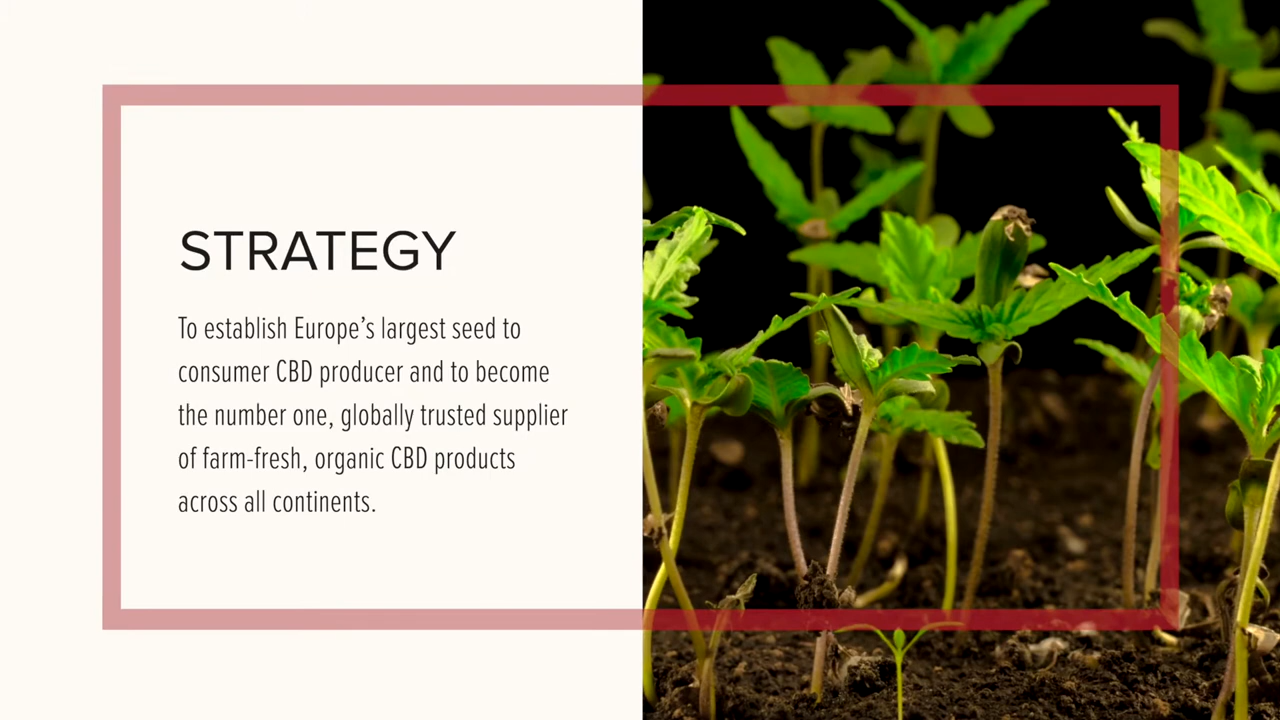 STRATEGY
To establish Europe’s largest seed to
consumer CBD producer and to become
the number one, globally trusted supplier
of farm-fresh, organic CBD products
across all continents.